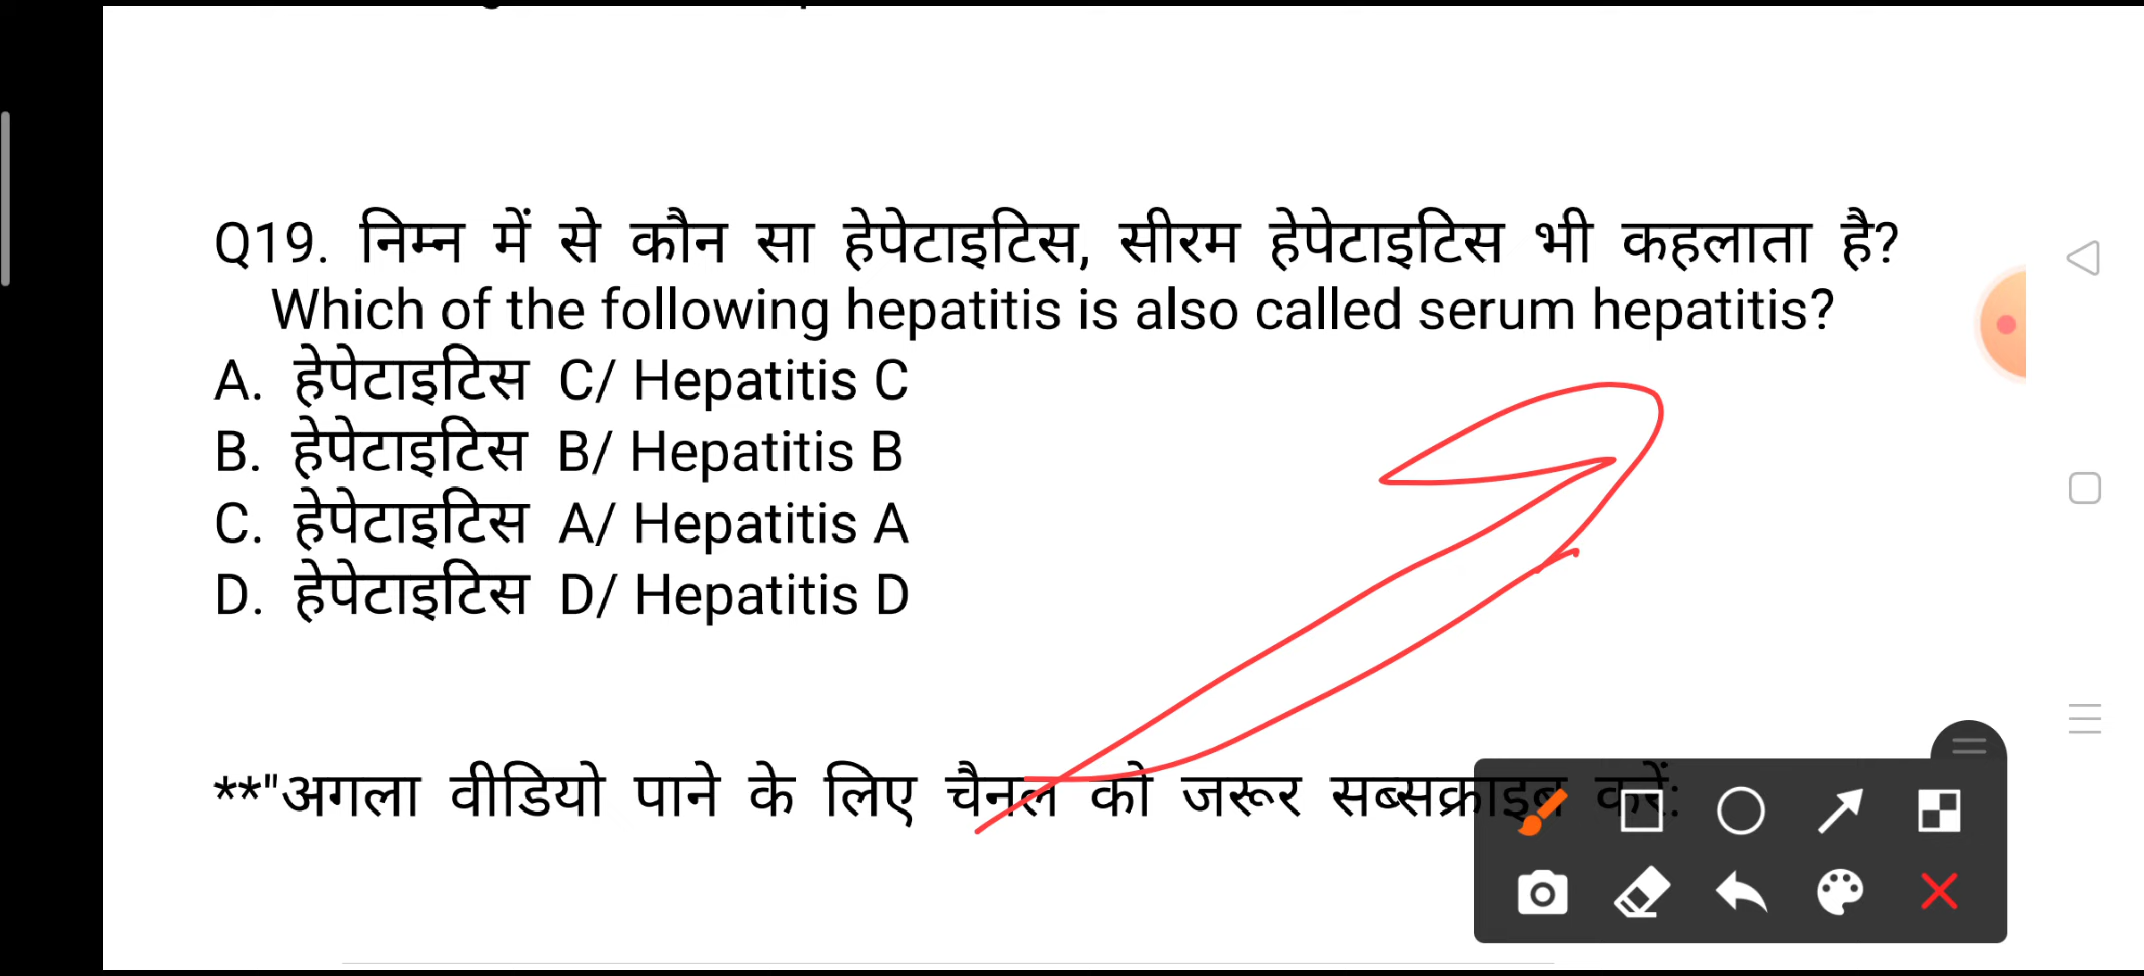 Q19. निम्न में से कौन सा हेपेटाइटिस, सीरम हेपेटाइटिस भी कहलाता है?
Which of the following hepatitis is also called serum hepatitis?
A. हेपेटाइटिस C/ Hepatitis C
B. हेपेटाइटिस B/ Hepatitis B
C. हेपेटाइटिस A/ Hepatitis A
D. हेपेटाइटिस D/ Hepatitis D
**"अगला वीडियो पाने के लिए चैनल को जरूर सब्सक्राइब करें: